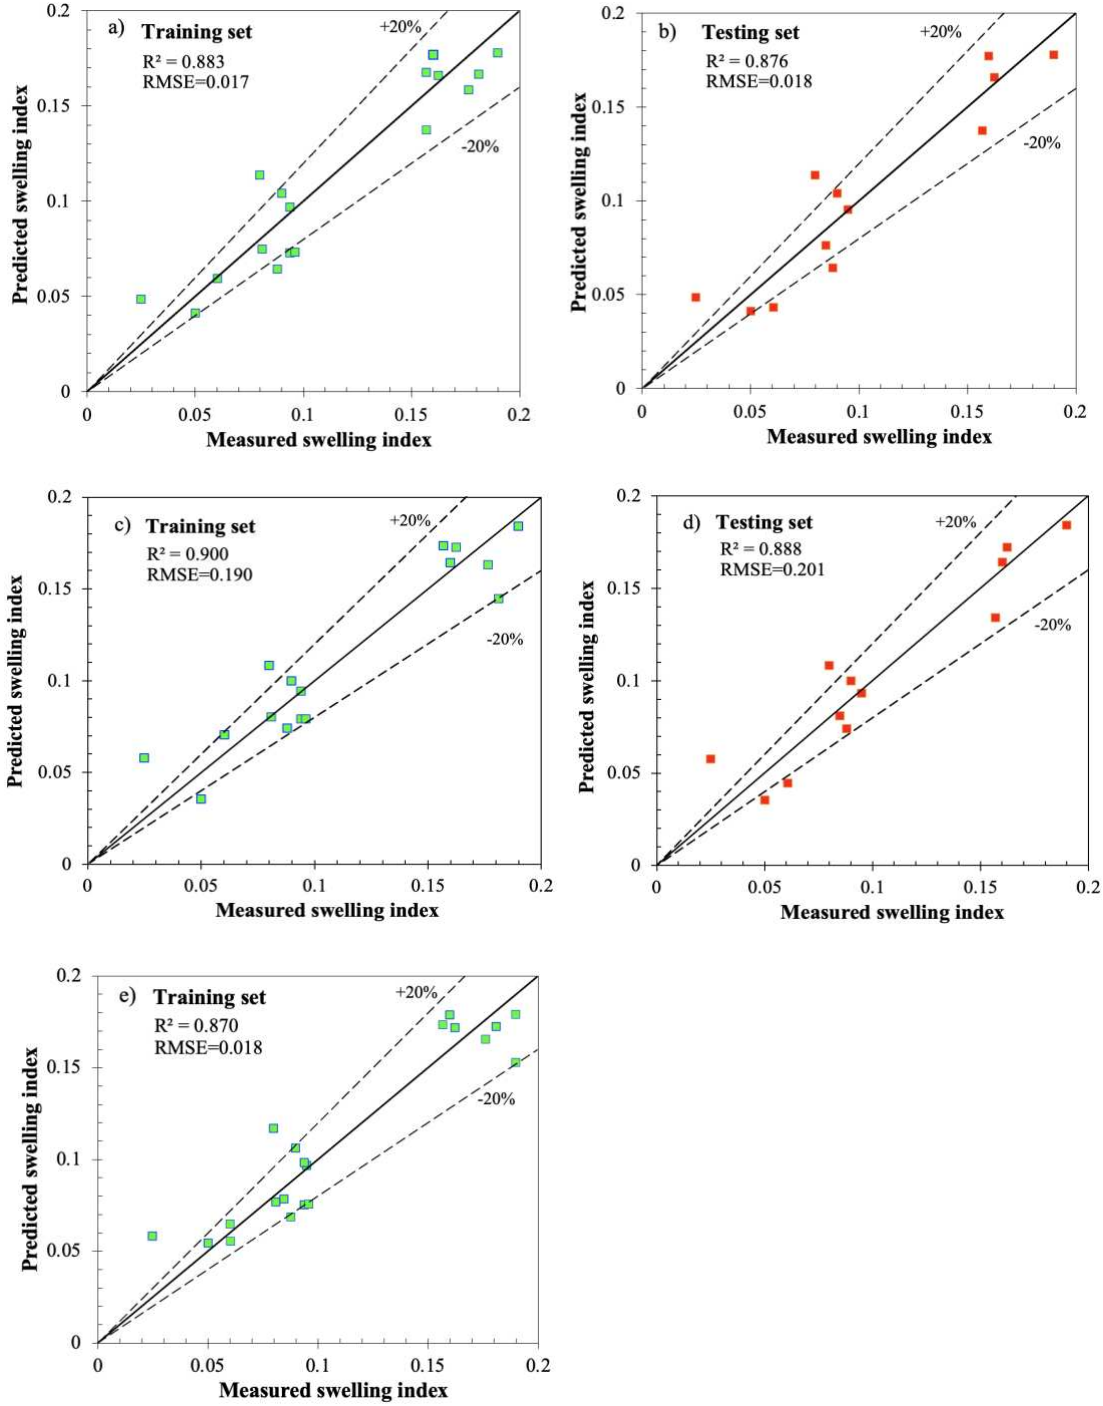 a) Training set
R² = 0.883
RMSE=0.017
+20%
-20%
0.2
0.15
0.1
0.05
0
0 0.05 0.1 0.15 0.2
Predicted swelling index
Measured swelling index
b) Testing set
R² = 0.876
RMSE=0.018
+20%
-20%
0.2
0.15
0.1
0.05
0
0 0.05 0.1 0.15 0.2
Predicted swelling index
Measured swelling index
c) Training set
R² = 0.900
RMSE=0.190
+20%
-20%
0.2
0.15
0.1
0.05
0
0 0.05 0.1 0.15 0.2
Predicted swelling index
Measured swelling index
d) Testing set
R² = 0.888
RMSE=0.201
+20%
-20%
0.2
0.15
0.1
0.05
0
0 0.05 0.1 0.15 0.2
Predicted swelling index
Measured swelling index
e) Training set
R² = 0.870
RMSE=0.018
+20%
-20%
0.2
0.15
0.1
0.05
0
0 0.05 0.1 0.15 0.2
Predicted swelling index
Measured swelling index